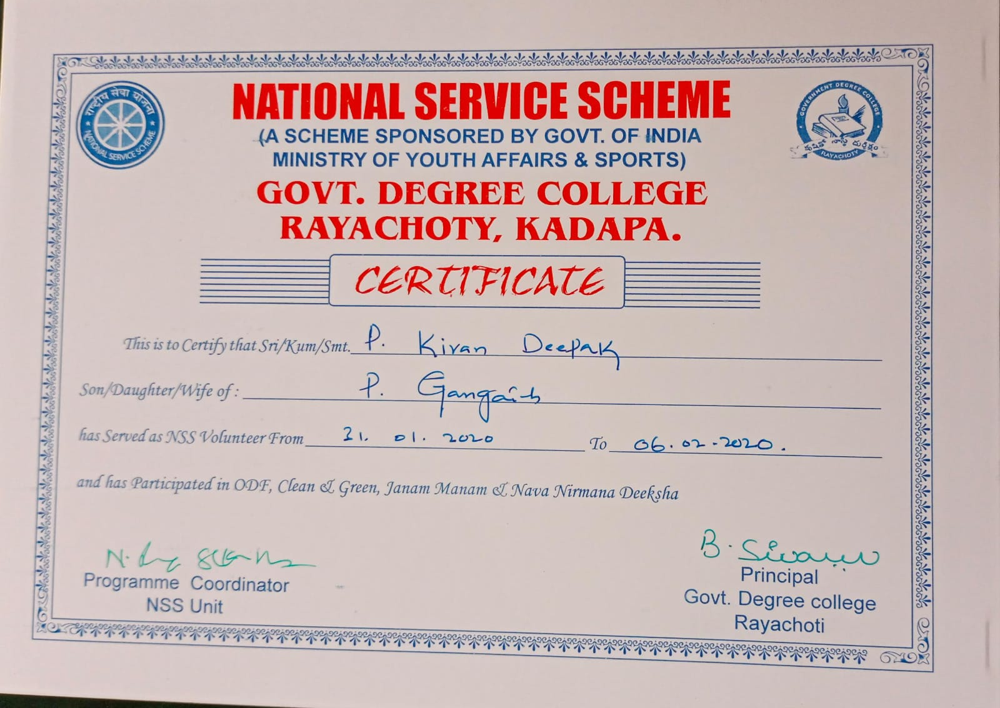 राष्ट्रीय सेवा योजना
NATIONAL SERVICE SCHEME
NATIONAL SERVICE SCHEME
(A SCHEME SPONSORED BY GOVT. OF INDIA
MINISTRY OF YOUTH AFFAIRS & SPORTS)
GOVERNMENT DEGREE COLLEGE
కృషితో నాస్తి దుర్భిక్షం
RAYACHOTY
GOVT. DEGREE COLLEGE
RAYACHOTY, KADAPA.
CERTIFICATE
This is to Certify that Sri/Kum/Smt. P. Kiran Deepak
Son/Daughter/Wife of : P. Gangaiah
has Served as NSS Volunteer From 31. 01. 2020 To 06.02-2020.
and has Participated in ODF, Clean & Green, Janam Manam & Nava Nirmana Deeksha
N.
B.
Programme Coordinator
NSS Unit
Principal
Govt. Degree college
Rayachoti